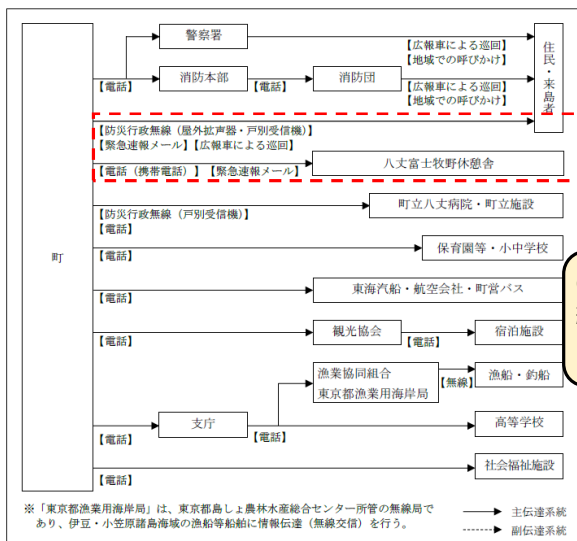 警察署
【広報車による巡回】
【地域での呼びかけ】
住民・来島者
【電話】
消防本部
【電話】
消防団
【広報車による巡回】
【地域での呼びかけ】
【防災行政無線（屋外拡声器・戸別受信機）】
【緊急速報メール】【広報車による巡回】
【電話（携帯電話）】【緊急速報メール】
八丈富士牧野休憩舎
【防災行政無線（戸別受信機）】
【電話】
町立八丈病院・町立施設
町
【電話】
保育園等・小中学校
【電話】
東海汽船・航空会社・町営バス
【電話】
観光協会
【電話】
宿泊施設
漁業協同組合
東京都漁業用海岸局
【無線】
漁船・釣船
【電話】
支庁
【電話】
高等学校
【電話】
社会福祉施設
※「東京都漁業用海岸局」は、東京都島しょ農林水産総合センター所管の無線局で
あり、伊豆・小笠原諸島海域の漁船等船舶に情報伝達（無線交信）を行う。
主伝達系統
副伝達系統